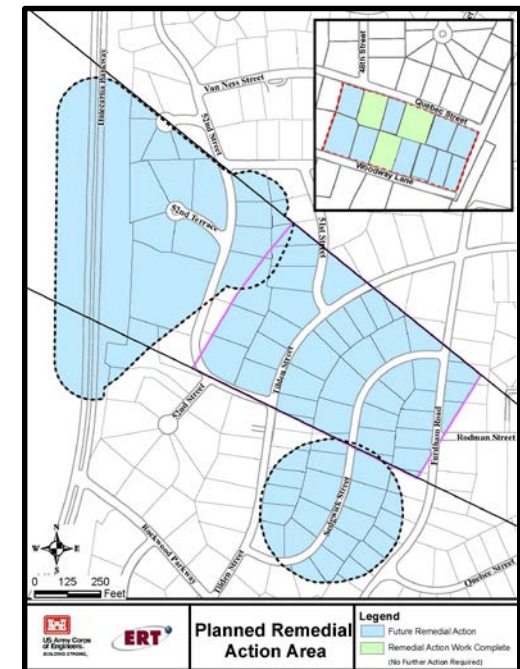 Dalecarlia Parkway
Van Ness Street
52nd Street
48th Street
Quebec Street
Woodway Lane
52nd Terrace
51st Street
Tilden Street
52nd Street
Fordham Road
Rodman Street
Sedgwick Street
Rockwood Parkway
Tilden Street
Quebec Street
N
W E
S
0 125 250
Feet
US Army Corps
of Engineers
BUILDING STRONG
ERT
Planned Remedial
Action Area
Legend
Future Remedial Action
Remedial Action Work Complete
(No Further Action Required)